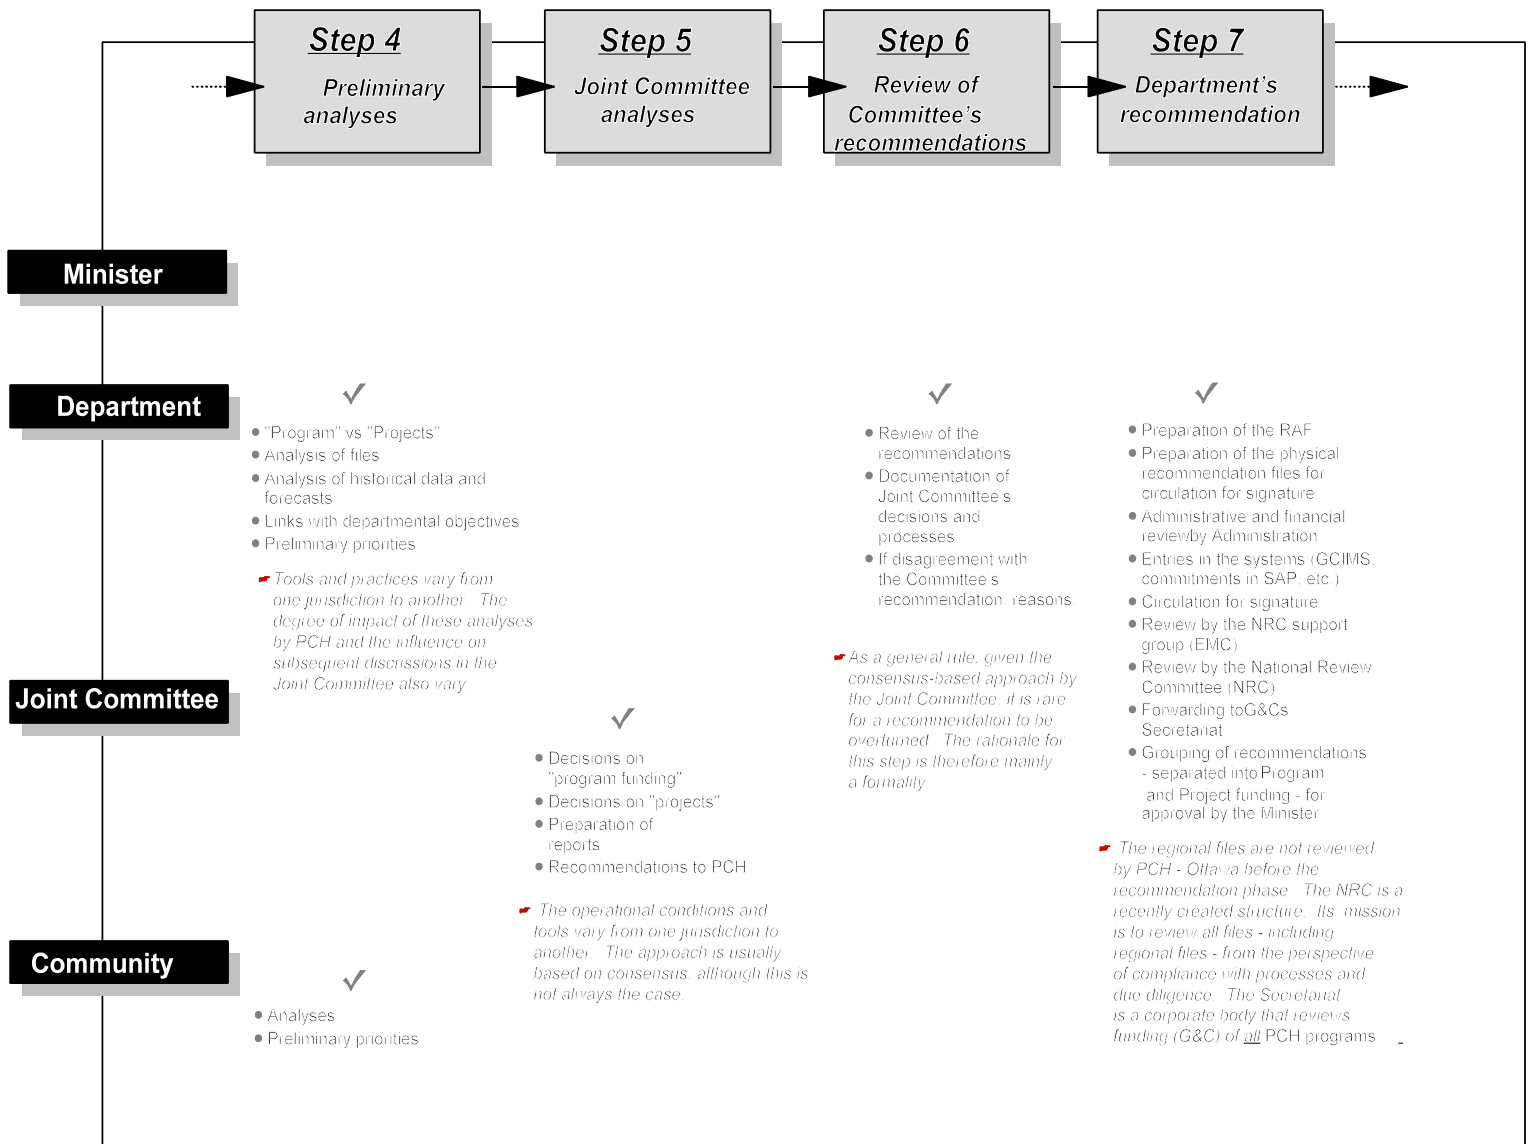 Step 4
Preliminary
analyses
Step 5
Joint Committee
analyses
Step 6
Review of
Committee's
recommendations
Step 7
Department's
recommendation
Minister
Department
"Program" vs "Projects"
Analysis of files
Analysis of historical data and
forecasts
Links with departmental objectives
Preliminary priorities
Tools and practices vary from
one jurisdiction to another. The
degree of impact of these analyses
by PCH and the influence on
subsequent discussions in the
Joint Committee also vary
Review of the
recommendations
Documentation of
Joint Committee's
decisions and
processes
If disagreement with
the Committee's
recommendation, reasons.
As a general rule, given the
consensus-based approach by
the Joint Committee, it is rare
for a recommendation to be
overturned. The rationale for
this step is therefore mainly
a formality.
Preparation of the RAF
Preparation of the physical
recommendation files for
circulation for signature
Administrative and financial
reviewby Administration
Entries in the systems (GCIMS,
commitments in SAP, etc.)
Circulation for signature
Review by the NRC support
group (EMC)
Review by the National Review
Committee (NRC)
Forwarding toG&Cs
Secretariat
Grouping of recommendations
- separated into Program
and Project funding - for
approval by the Minister
The regional files are not reviewed
by PCH - Ottawa before the
recommendation phase. The NRC is a
recently created structure. Its mission
is to review all files - including
regional files - from the perspective
of compliance with processes and
due diligence. The Secretariat
is a corporate body that reviews
funding (G&C) of all PCH programs
Joint Committee
Decisions on
"program funding"
Decisions on "projects"
Preparation of
reports
Recommendations to PCH
The operational conditions and
tools vary from one jurisdiction to
another. The approach is usually
based on consensus, although this is
not always the case.
Community
Analyses
Preliminary priorities